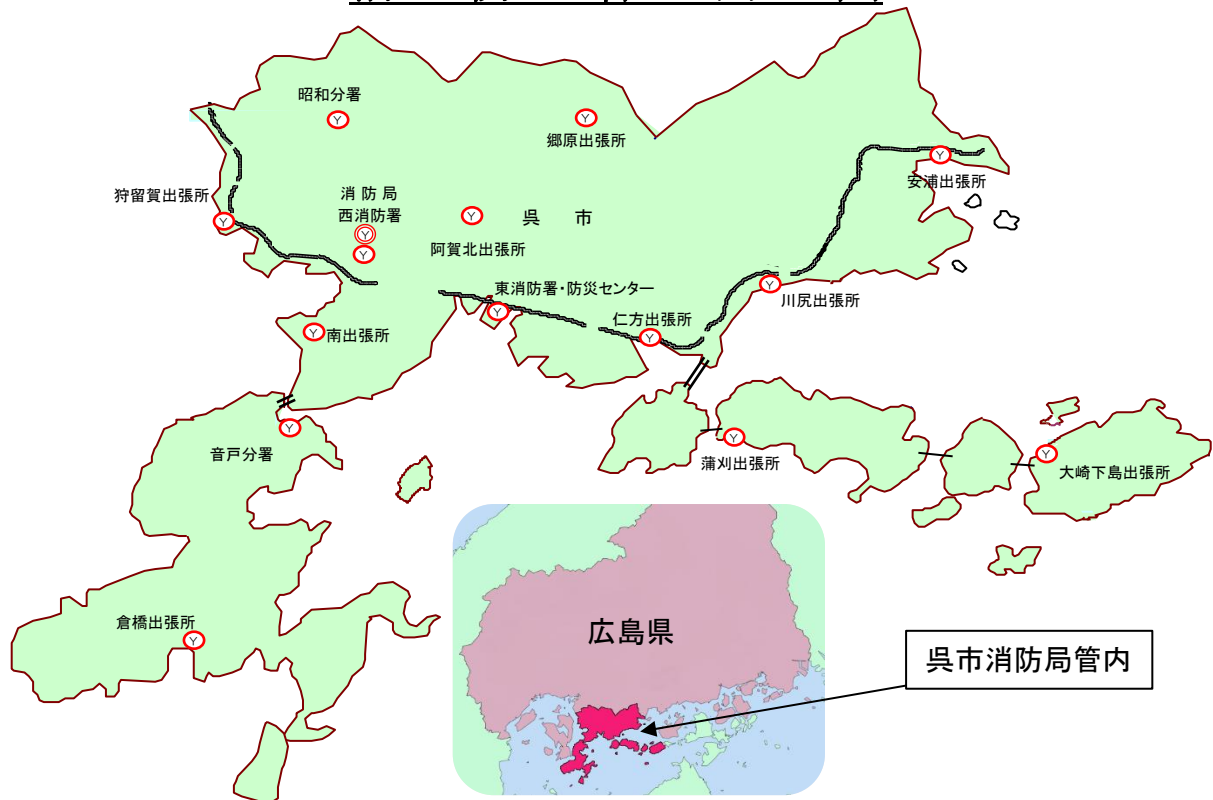 昭和分署
郷原出張所
安浦出張所
狩留賀出張所
消防局
西消防署
阿賀北出張所
呉市
東消防署・防災センター
川尻出張所
仁方出張所
南出張所
音戸分署
蒲刈出張所
大崎下島出張所
倉橋出張所
広島県
呉市消防局管内